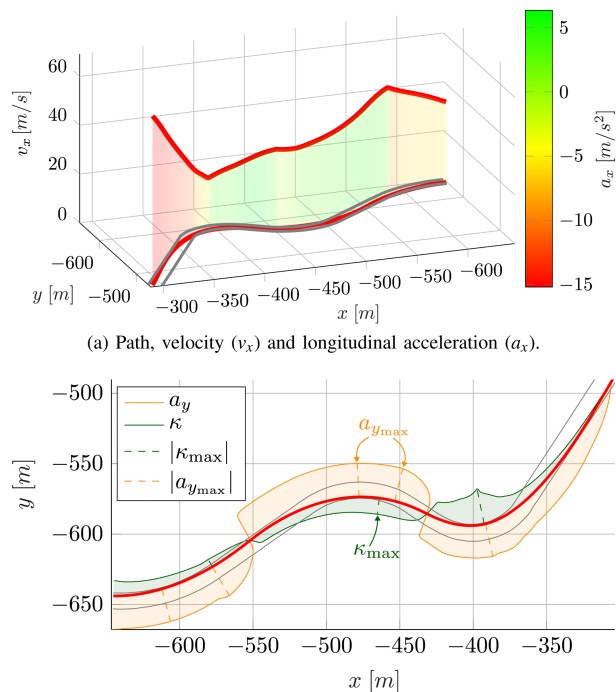 60
40
20
0
v_x [m/s]
−600
−500
y [m]
−300
−350
−400
−450
−500
−550
−600
x [m]
5
0
−5
−10
−15
a_x [m/s²]
(a) Path, velocity (v_x) and longitudinal acceleration (a_x).
a_y
κ
|κ_max|
|a_y_max|
a_y_max
κ_max
−500
−550
−600
−650
y [m]
−600
−550
−500
−450
−400
−350
x [m]